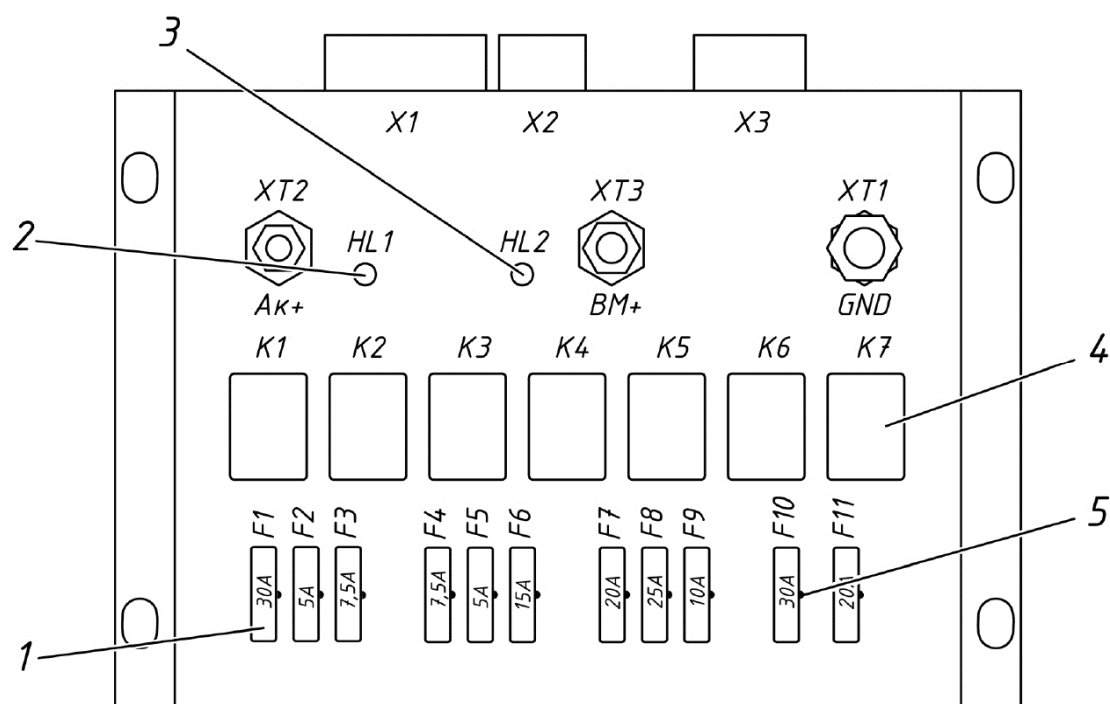 3
X1 X2 X3
XT2 XT3 XT1
2 HL1 HL2
Ак+ ВМ+ GND
K1 K2 K3 K4 K5 K6 K7
4
F1 F2 F3 F4 F5 F6 F7 F8 F9 F10 F11
5
30A 5A 7,5A 7,5A 5A 15A 20A 25A 10A 30A 20A
1